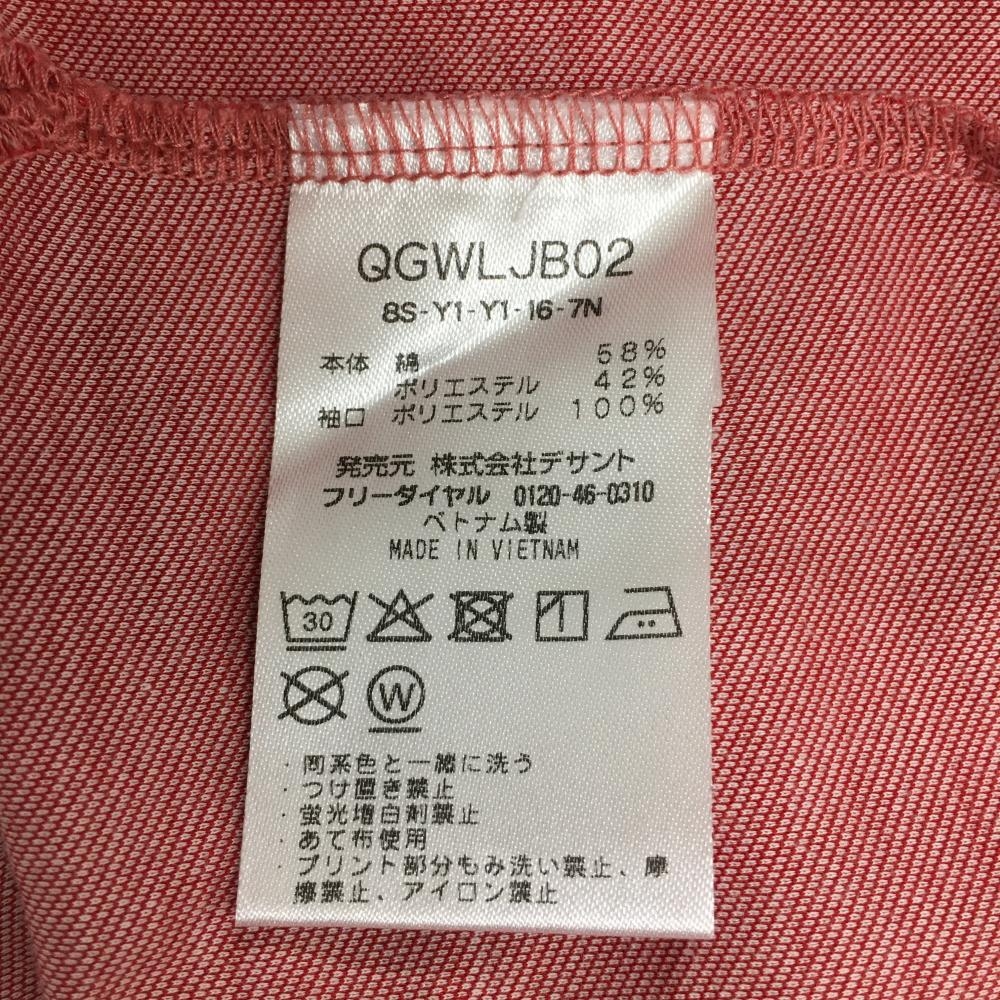 QGWLJB02
8S-Y1-Y1-16-7N
本体 綿 58%
ポリエステル 42%
袖口 ポリエステル 100%
発売元 株式会社デサント
フリーダイヤル 0120-46-0310
ベトナム製
MADE IN VIETNAM
30
W
・同系色と一緒に洗う
・つけ置き禁止
・蛍光増白剤禁止
・あて布使用
・プリント部分もみ洗い禁止、摩
擦禁止、アイロン禁止